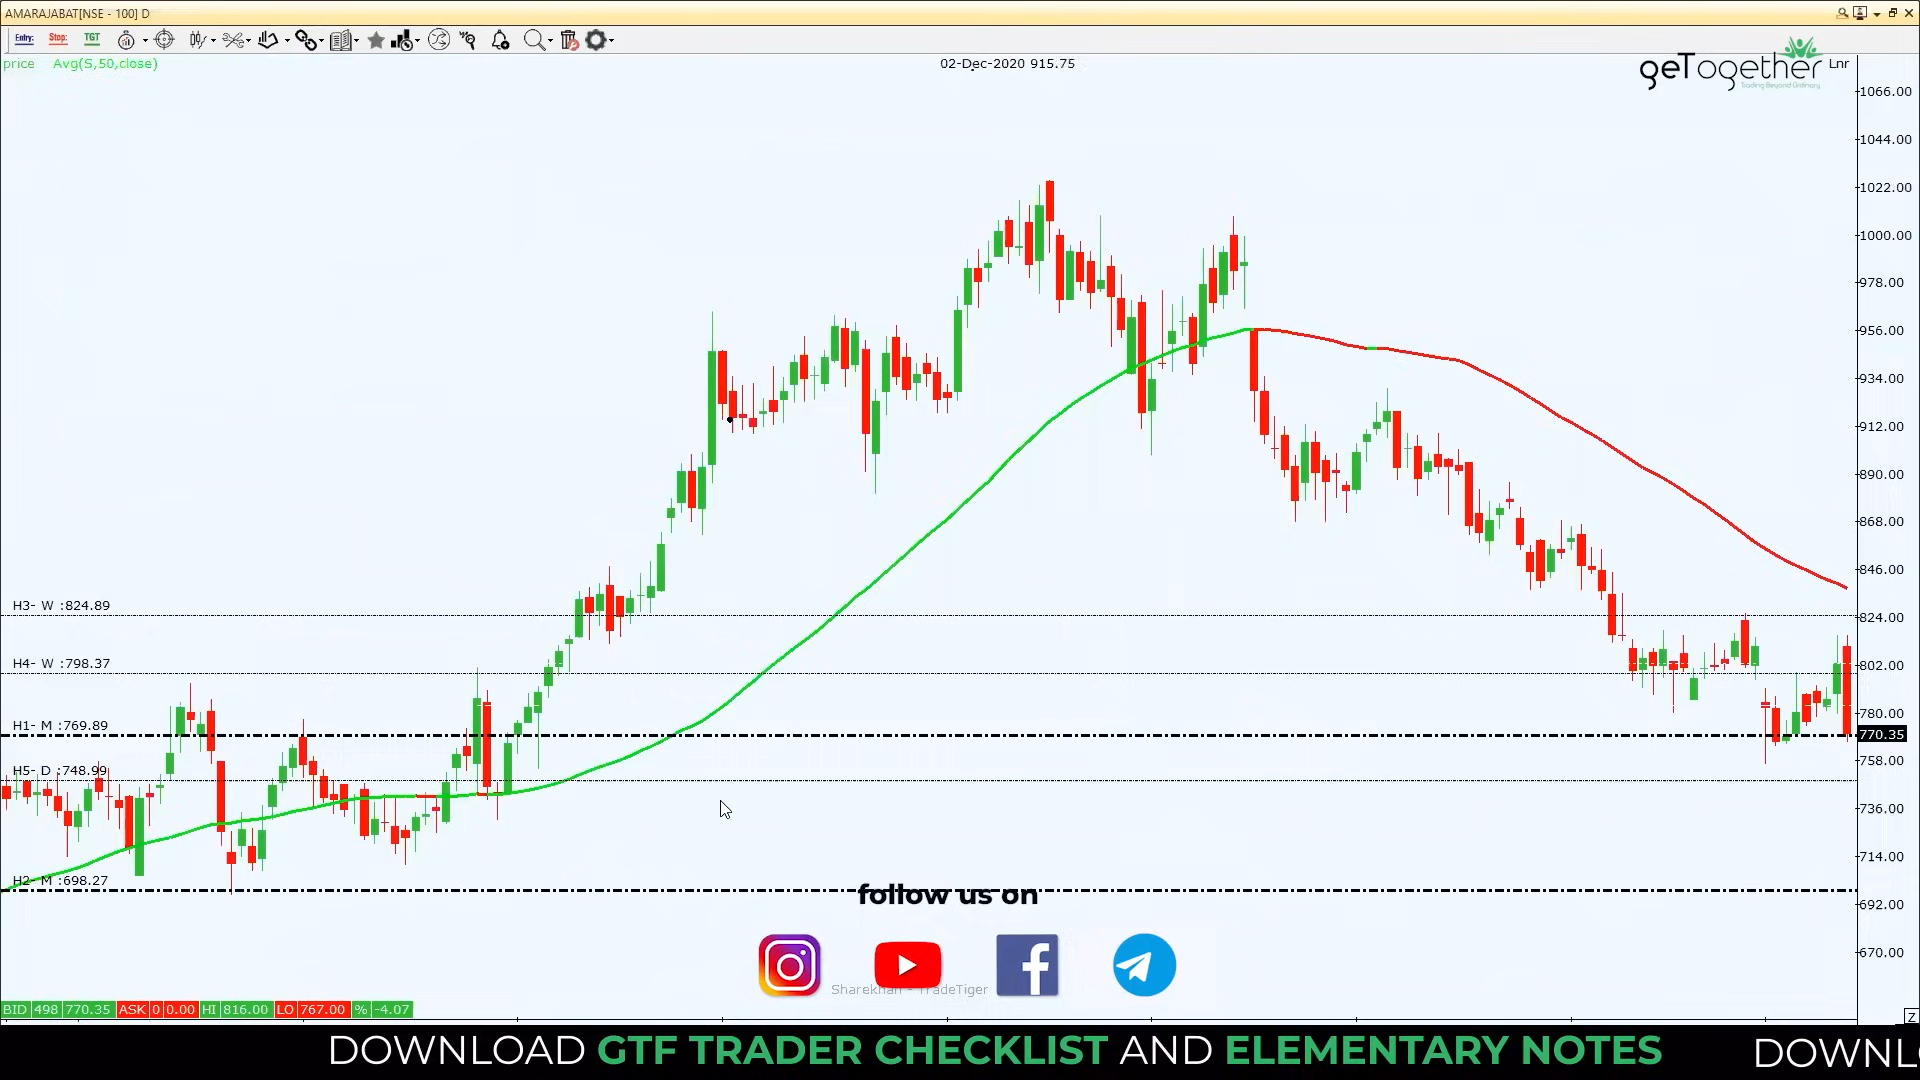 AMARAJABAT[NSE - 100] D
Entry: Stop: TGT
price Avg(S,50,close)
02-Dec-2020 915.75
geTogether
Trading Beyond Ordinary
Lnr
1066.00
1044.00
1022.00
1000.00
978.00
956.00
934.00
912.00
890.00
868.00
846.00
824.00
802.00
780.00
770.35
758.00
736.00
714.00
692.00
670.00
H3- W :824.89
H4- W :798.37
H1- M :769.89
H5- D :748.99
H2- M :698.27
follow us on
Sharekhan - TradeTiger
BID 498 770.35 ASK 0 0.00 HI 816.00 LO 767.00 % -4.07
Z
DOWNLOAD GTF TRADER CHECKLIST AND ELEMENTARY NOTES DOWNL